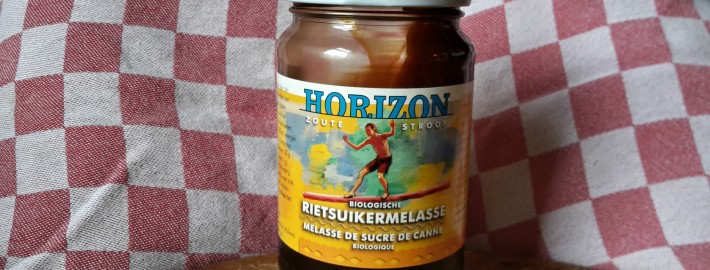 HORIZON
ZOUTE STROOP
BIOLOGISCHE
RIETSUIKERMELASSE
MELASSE DE SUCRE DE CANNE
BIOLOGIQUE